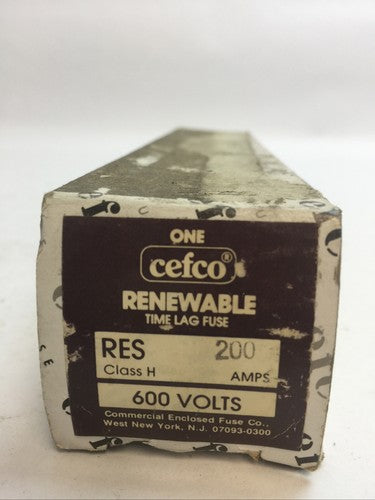 ONE
cefco®
RENEWABLE
TIME LAG FUSE
RES 200
Class H AMPS
600 VOLTS
Commercial Enclosed Fuse Co.,
West New York, N.J. 07093-0300